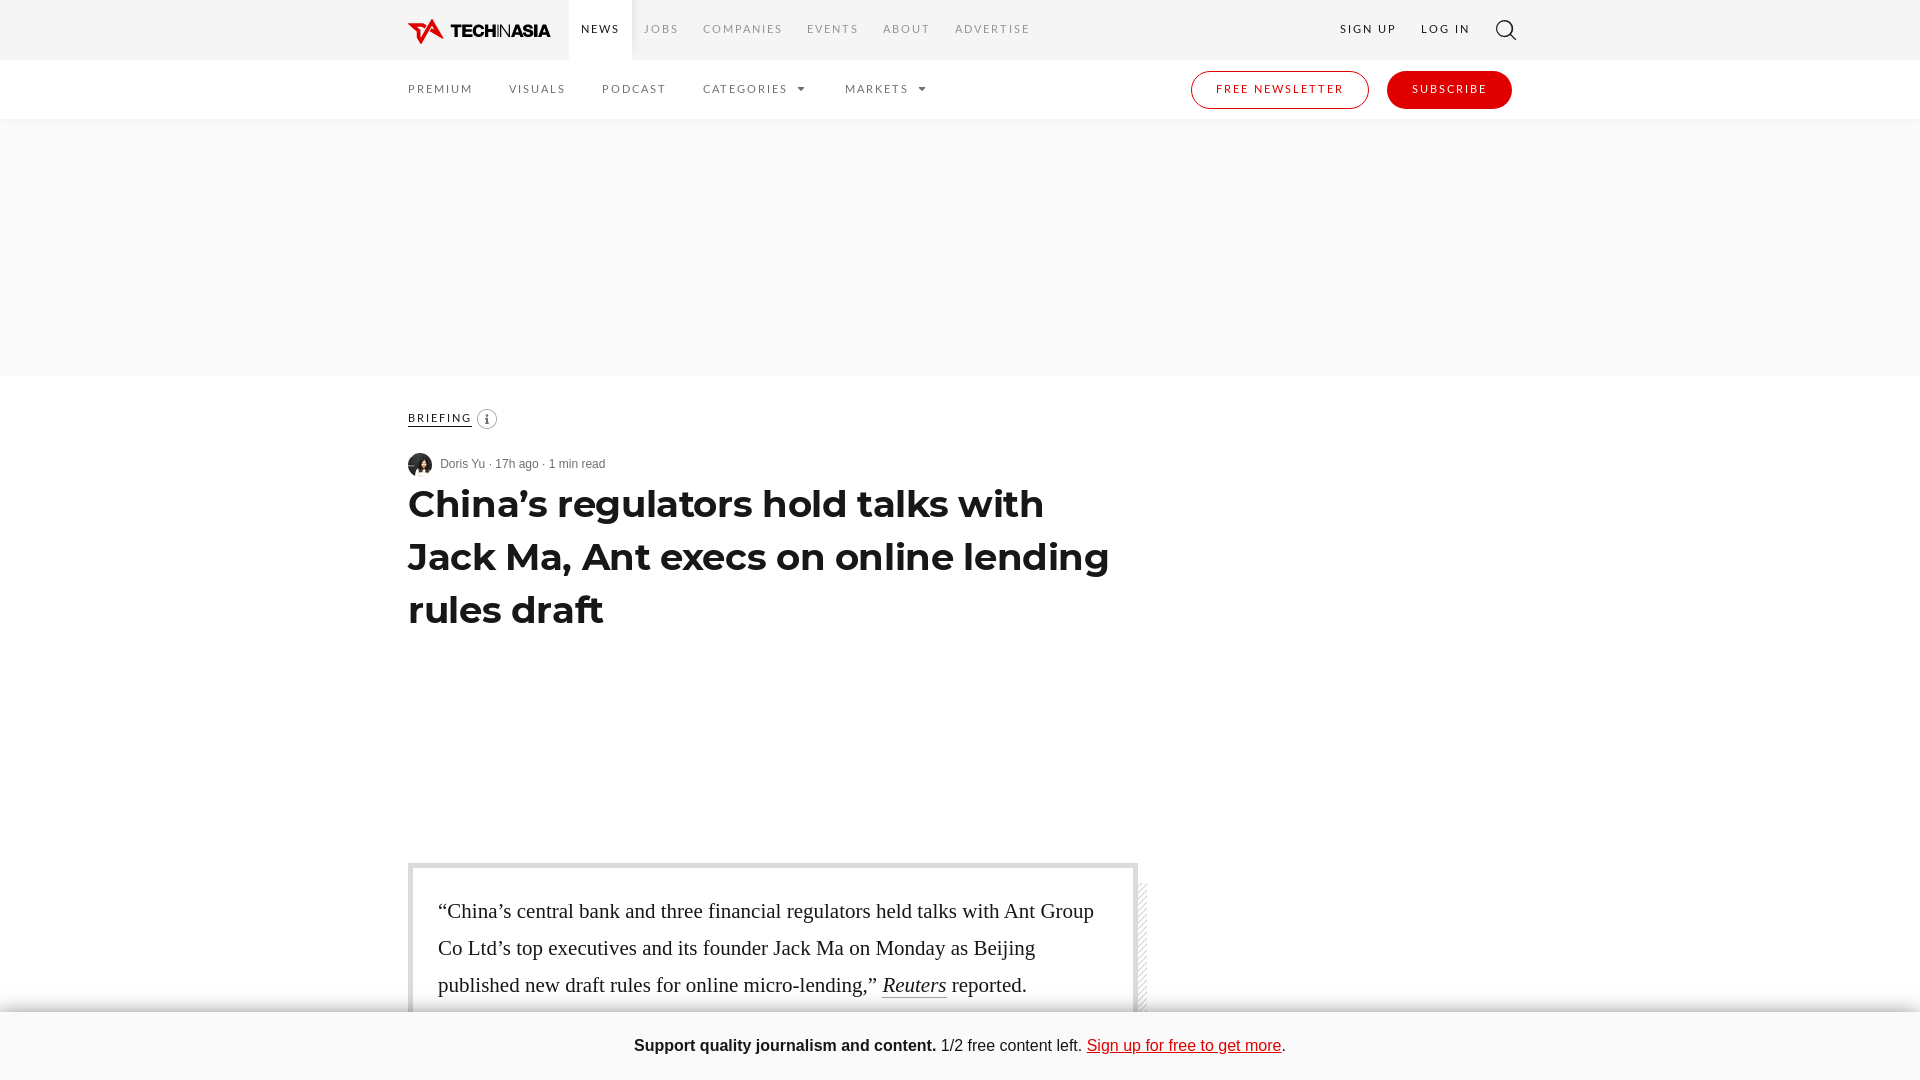 TECHINASIA
NEWS
JOBS
COMPANIES
EVENTS
ABOUT
ADVERTISE
SIGN UP
LOG IN
PREMIUM
VISUALS
PODCAST
CATEGORIES
MARKETS
FREE NEWSLETTER
SUBSCRIBE
BRIEFING
Doris Yu · 17h ago · 1 min read
China’s regulators hold talks with
Jack Ma, Ant execs on online lending
rules draft
“China’s central bank and three financial regulators held talks with Ant Group
Co Ltd’s top executives and its founder Jack Ma on Monday as Beijing
published new draft rules for online micro-lending,” Reuters reported.
Support quality journalism and content. 1/2 free content left. Sign up for free to get more.